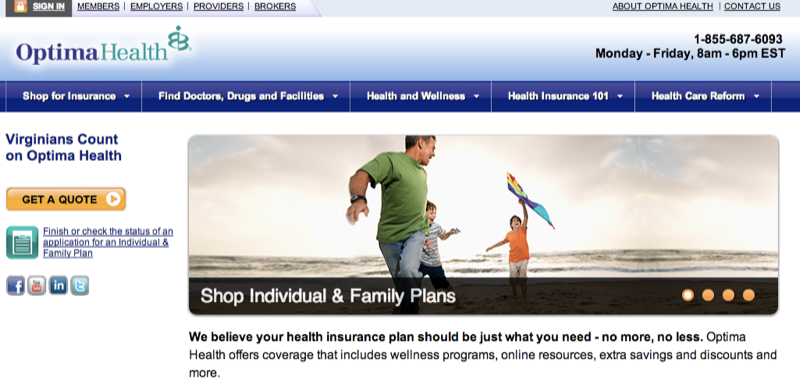 SIGN IN MEMBERS | EMPLOYERS | PROVIDERS | BROKERS ABOUT OPTIMA HEALTH | CONTACT US
OptimaHealth
1-855-687-6093
Monday - Friday, 8am - 6pm EST
Shop for Insurance Find Doctors, Drugs and Facilities Health and Wellness Health Insurance 101 Health Care Reform
Virginians Count
on Optima Health
GET A QUOTE
Finish or check the status of an
application for an Individual &
Family Plan
Shop Individual & Family Plans
We believe your health insurance plan should be just what you need - no more, no less. Optima
Health offers coverage that includes wellness programs, online resources, extra savings and discounts and
more.